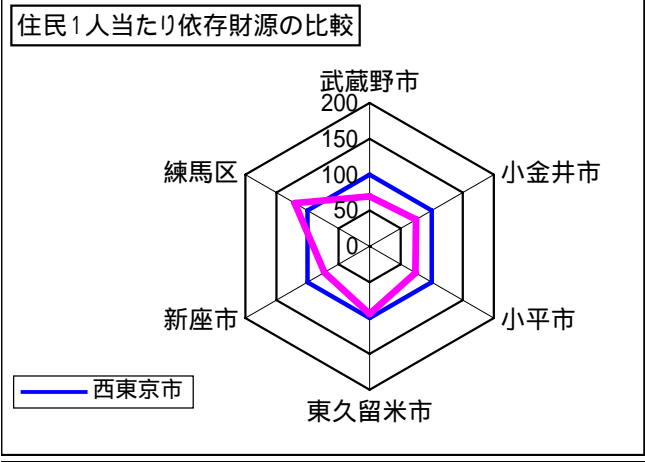 住民1人当たり依存財源の比較
武蔵野市
200
150
100
50
0
練馬区
小金井市
新座市
小平市
東久留米市
西東京市